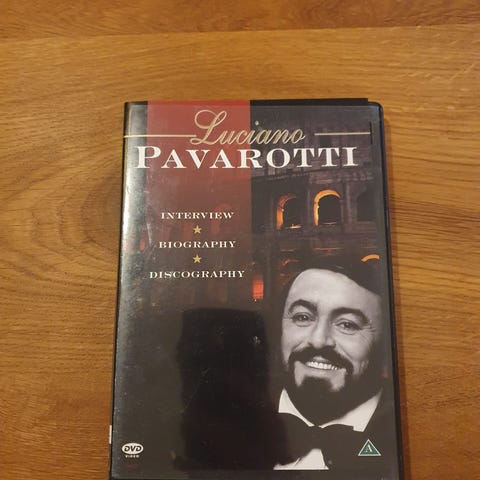 Luciano
PAVAROTTI
INTERVIEW
BIOGRAPHY
DISCOGRAPHY
DVD
VIDEO
A